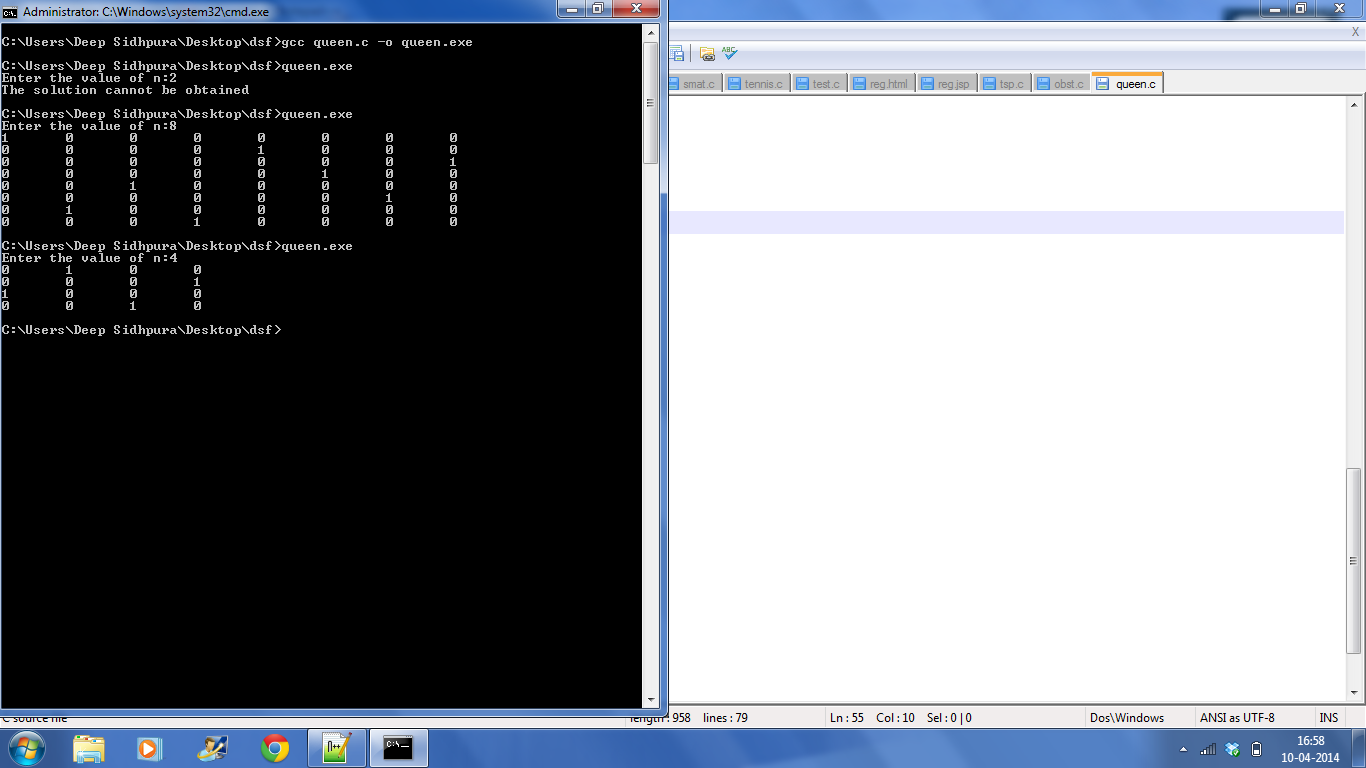 Administrator: C:\Windows\system32\cmd.exe
C:\Users\Deep Sidhpura\Desktop\dsf>gcc queen.c -o queen.exe
C:\Users\Deep Sidhpura\Desktop\dsf>queen.exe
Enter the value of n:2
The solution cannot be obtained
C:\Users\Deep Sidhpura\Desktop\dsf>queen.exe
Enter the value of n:8
1 0 0 0 0 0 0 0
0 0 0 0 1 0 0 0
0 0 0 0 0 0 0 1
0 0 0 0 0 1 0 0
0 0 1 0 0 0 0 0
0 0 0 0 0 0 1 0
0 1 0 0 0 0 0 0
0 0 0 1 0 0 0 0
C:\Users\Deep Sidhpura\Desktop\dsf>queen.exe
Enter the value of n:4
0 1 0 0
0 0 0 1
1 0 0 0
0 0 1 0
C:\Users\Deep Sidhpura\Desktop\dsf>
X
ABC
smat.c tennis.c test.c reg.html reg.jsp tsp.c obst.c queen.c
C source file length : 958 lines : 79 Ln : 55 Col : 10 Sel : 0 | 0 Dos\Windows ANSI as UTF-8 INS
C:\
16:58
10-04-2014